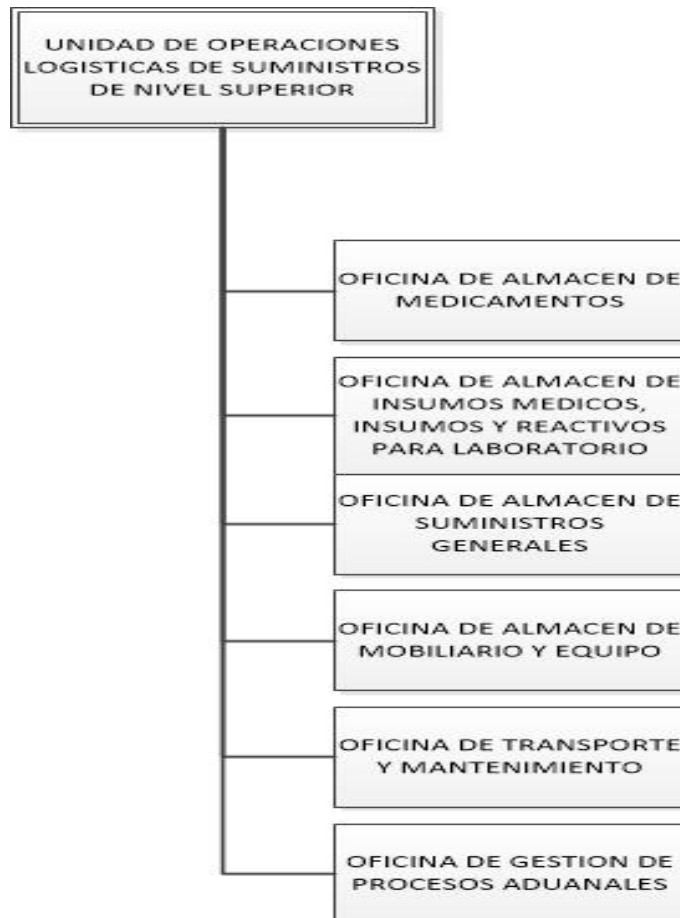 UNIDAD DE OPERACIONES
LOGISTICAS DE SUMINISTROS
DE NIVEL SUPERIOR
OFICINA DE ALMACEN DE
MEDICAMENTOS
OFICINA DE ALMACEN DE
INSUMOS MEDICOS,
INSUMOS Y REACTIVOS
PARA LABORATORIO
OFICINA DE ALMACEN DE
SUMINISTROS
GENERALES
OFICINA DE ALMACEN DE
MOBILIARIO Y EQUIPO
OFICINA DE TRANSPORTE
Y MANTENIMIENTO
OFICINA DE GESTION DE
PROCESOS ADUANALES